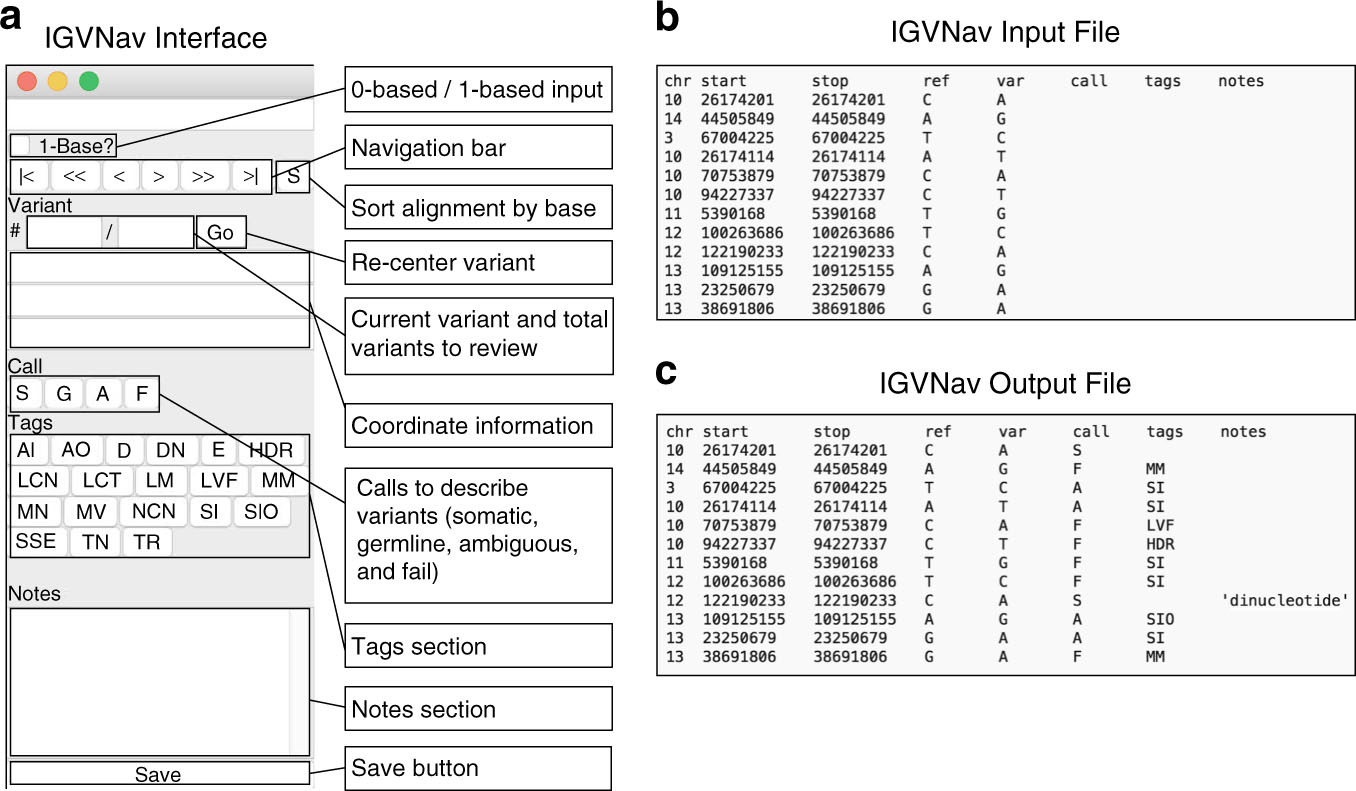 a
IGVNav Interface
1-Base?
|< << < > >> >| S
Variant
# / Go
Call
S G A F
Tags
AI AO D DN E HDR
LCN LCT LM LVF MM
MN MV NCN SI SIO
SSE TN TR
Notes
Save
0-based / 1-based input
Navigation bar
Sort alignment by base
Re-center variant
Current variant and total
variants to review
Coordinate information
Calls to describe
variants (somatic,
germline, ambiguous,
and fail)
Tags section
Notes section
Save button
b
IGVNav Input File
chr start stop ref var call tags notes
10 26174201 26174201 C A
14 44505849 44505849 A G
3 67004225 67004225 T C
10 26174114 26174114 A T
10 70753879 70753879 C A
10 94227337 94227337 C T
11 5390168 5390168 T G
12 100263686 100263686 T C
12 122190233 122190233 C A
13 109125155 109125155 A G
13 23250679 23250679 G A
13 38691806 38691806 G A
c
IGVNav Output File
chr start stop ref var call tags notes
10 26174201 26174201 C A S
14 44505849 44505849 A G F MM
3 67004225 67004225 T C A SI
10 26174114 26174114 A T A SI
10 70753879 70753879 C A F LVF
10 94227337 94227337 C T F HDR
11 5390168 5390168 T G F SI
12 100263686 100263686 T C F SI
12 122190233 122190233 C A S 'dinucleotide'
13 109125155 109125155 A G A SIO
13 23250679 23250679 G A A SI
13 38691806 38691806 G A F MM